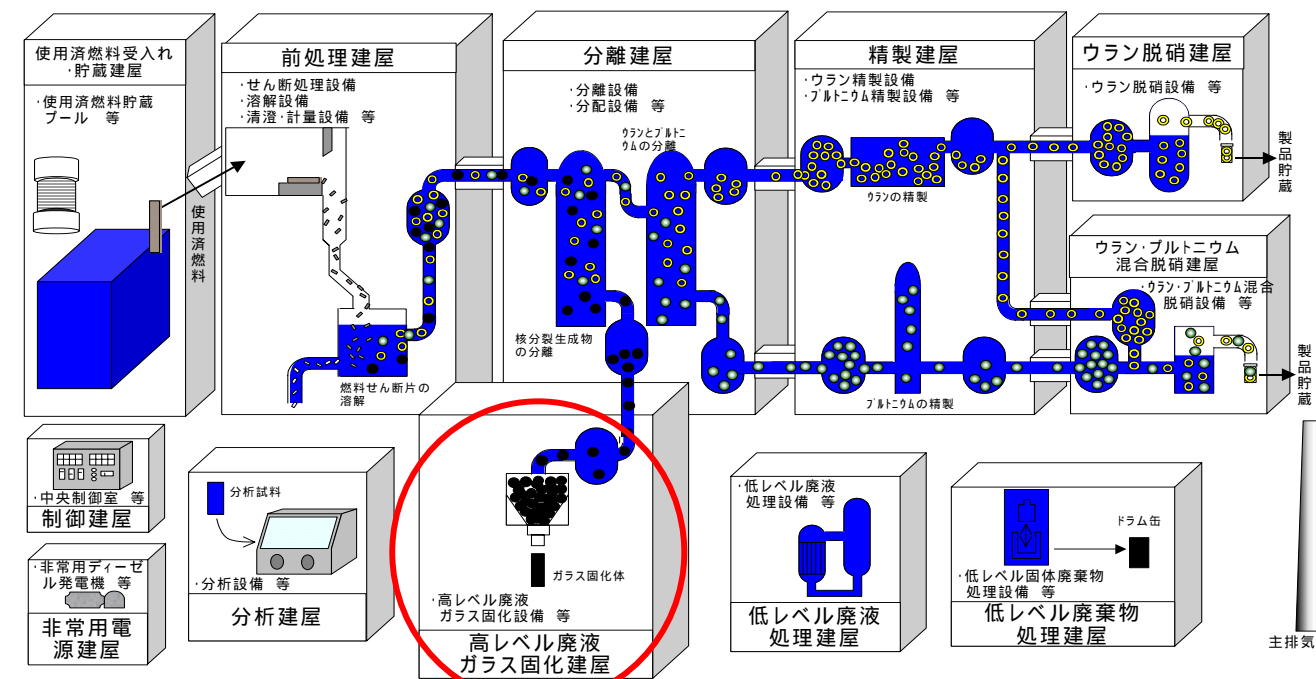 使用済燃料受入れ
・貯蔵建屋
・使用済燃料貯蔵
プール 等
使用済燃料
前処理建屋
・せん断処理設備
・溶解設備
・清澄・計量設備 等
燃料せん断片の
溶解
分離建屋
・分離設備
・分配設備 等
ウランとプルトニ
ウムの分離
核分裂生成物
の分離
精製建屋
・ウラン精製設備
・プルトニウム精製設備 等
ウランの精製
プルトニウムの精製
ウラン脱硝建屋
・ウラン脱硝設備 等
製品貯蔵
ウラン・プルトニウム
混合脱硝建屋
・ウラン・プルトニウム混合
脱硝設備 等
製品貯蔵
・中央制御室 等
制御建屋
・非常用ディーゼ
ル発電機 等
非常用電
源建屋
分析試料
・分析設備 等
分析建屋
ガラス固化体
・高レベル廃液
ガラス固化設備 等
高レベル廃液
ガラス固化建屋
・低レベル廃液
処理設備 等
低レベル廃液
処理建屋
ドラム缶
・低レベル固体廃棄物
処理設備 等
低レベル廃棄物
処理建屋
主排気